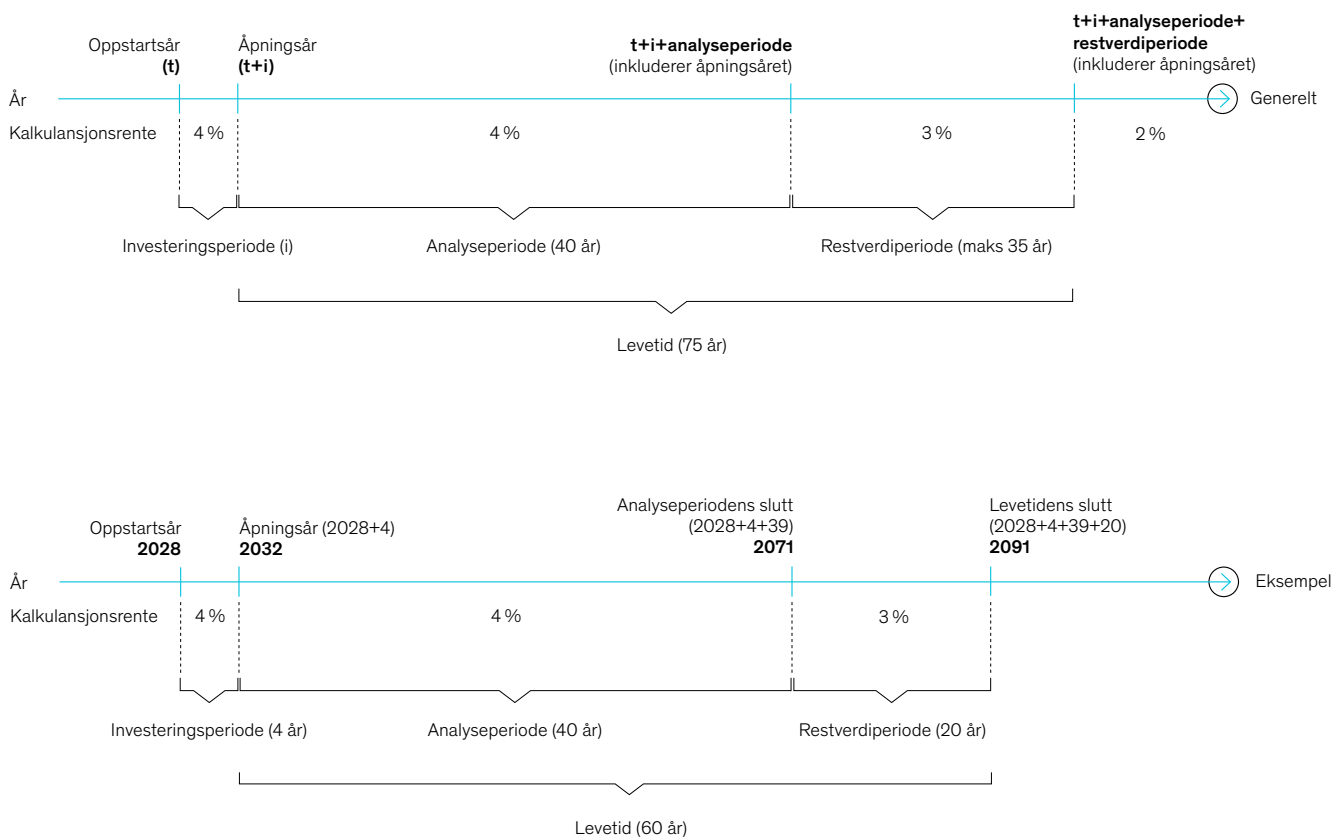 Oppstartsår
(t)
Åpningsår
(t+i)
t+i+analyseperiode
(inkluderer åpningsåret)
t+i+analyseperiode+
restverdiperiode
(inkluderer åpningsåret)
År
Generelt
Kalkulansjonsrente
4 %
4 %
3 %
2 %
Investeringsperiode (i)
Analyseperiode (40 år)
Restverdiperiode (maks 35 år)
Levetid (75 år)
Oppstartsår
2028
Åpningsår (2028+4)
2032
Analyseperiodens slutt
(2028+4+39)
2071
Levetidens slutt
(2028+4+39+20)
2091
År
Eksempel
Kalkulansjonsrente
4 %
4 %
3 %
Investeringsperiode (4 år)
Analyseperiode (40 år)
Restverdiperiode (20 år)
Levetid (60 år)